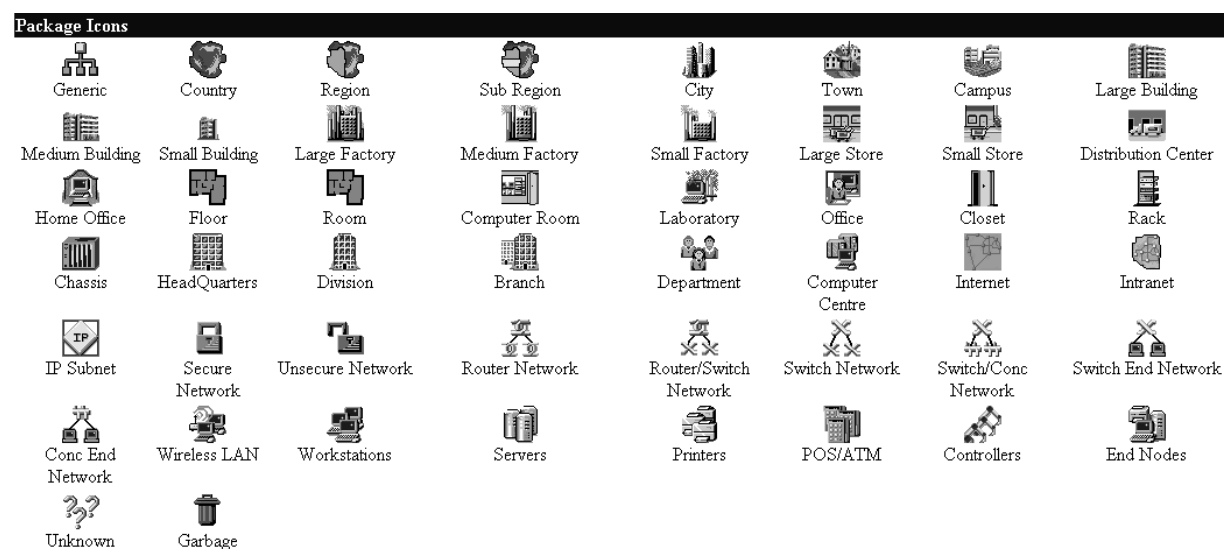 Package Icons
Generic Country Region Sub Region City Town Campus Large Building
Medium Building Small Building Large Factory Medium Factory Small Factory Large Store Small Store Distribution Center
Home Office Floor Room Computer Room Laboratory Office Closet Rack
Chassis HeadQuarters Division Branch Department Computer Internet Intranet
Centre
IP
IP Subnet Secure Unsecure Network Router Network Router/Switch Switch Network Switch/Conc Switch End Network
Network Network Network
Conc End Wireless LAN Workstations Servers Printers POS/ATM Controllers End Nodes
Network
???
Unknown Garbage